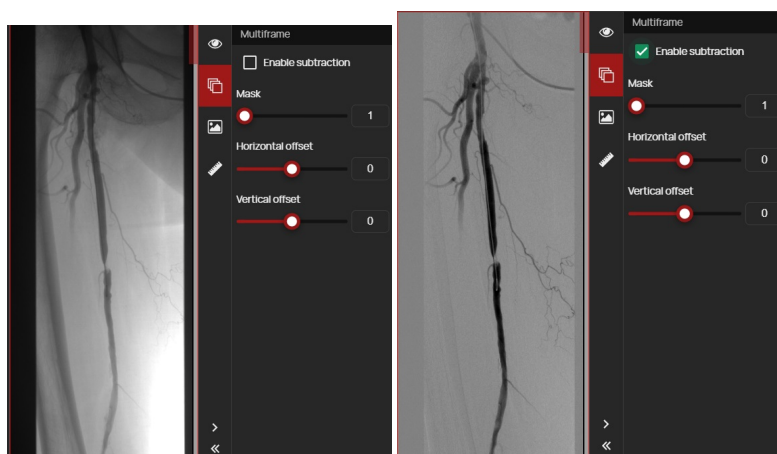 Multiframe
Enable subtraction
Mask
1
Horizontal offset
0
Vertical offset
0
Multiframe
Enable subtraction
Mask
1
Horizontal offset
0
Vertical offset
0